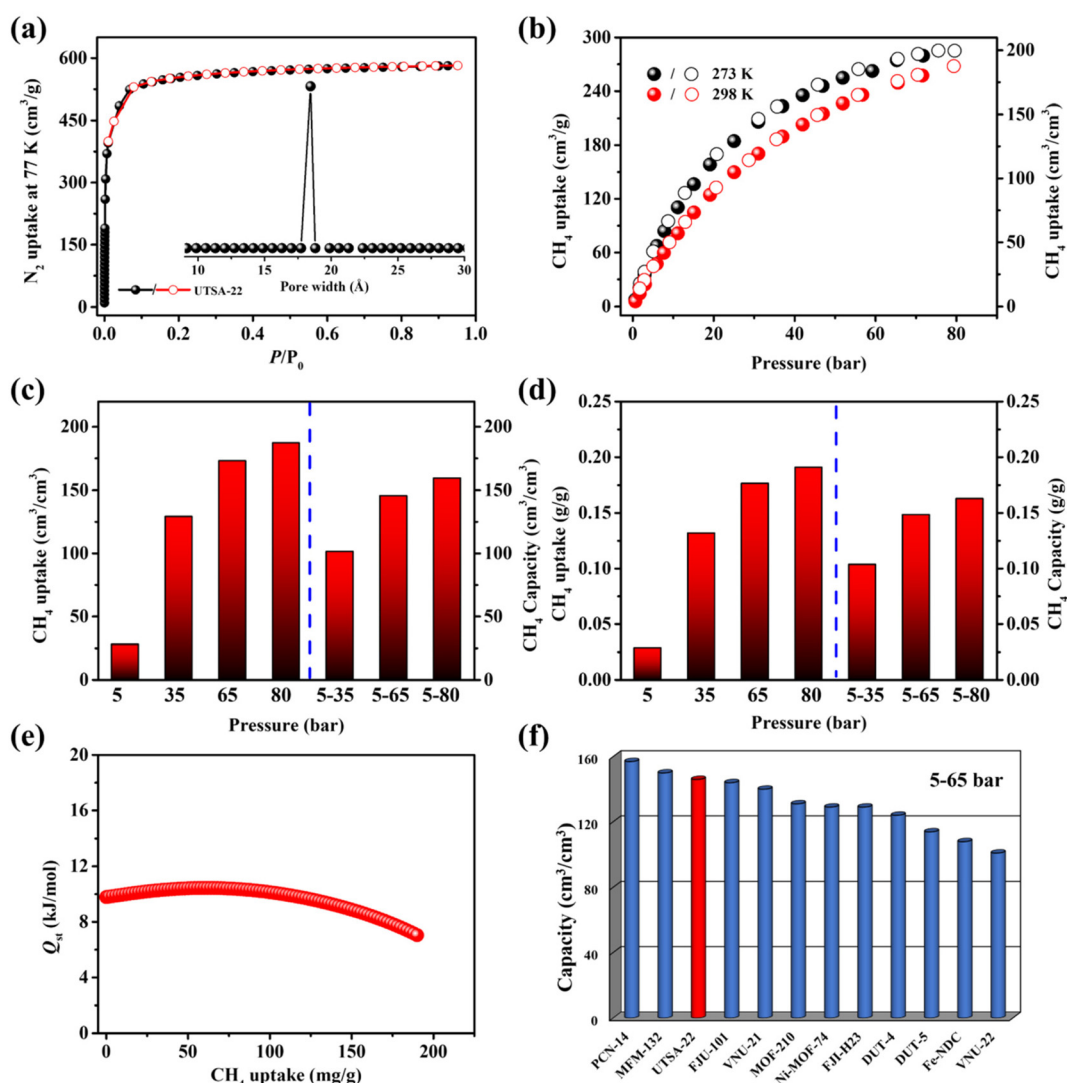 (a)
N2 uptake at 77 K (cm3/g)
600
450
300
150
0
10 15 20 25 30
Pore width (Å)
/ UTSA-22
0.0 0.2 0.4 0.6 0.8 1.0
P/P0
(b)
CH4 uptake (cm3/g)
300
240
180
120
60
0
/ 273 K
/ 298 K
200
150
100
50
0
CH4 uptake (cm3/cm3)
0 20 40 60 80
Pressure (bar)
(c)
CH4 uptake (cm3/cm3)
200
150
100
50
0
200
150
100
50
0
CH4 Capacity (cm3/cm3)
5 35 65 80 5-35 5-65 5-80
Pressure (bar)
(d)
CH4 uptake (g/g)
0.25
0.20
0.15
0.10
0.05
0.00
0.25
0.20
0.15
0.10
0.05
0.00
CH4 Capacity (g/g)
5 35 65 80 5-35 5-65 5-80
Pressure (bar)
(e)
Qst (kJ/mol)
20
16
12
8
4
0
0 50 100 150 200
CH4 uptake (mg/g)
(f)
Capacity (cm3/cm3)
160
120
80
40
0
5-65 bar
PCN-14
MFM-132
UTSA-22
FJU-101
VNU-21
MOF-210
Ni-MOF-74
FJI-H23
DUT-4
DUT-5
Fe-NDC
VNU-22